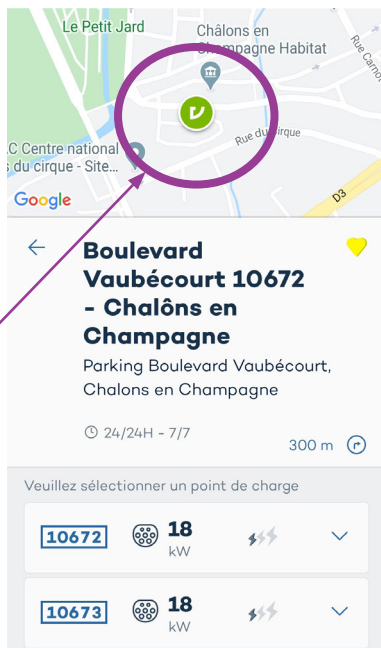 Le Petit Jard
Châlons en
Champagne Habitat
Rue Carnot
C Centre national
s du cirque - Site...
Rue du Cirque
D3
Google
Boulevard
Vaubécourt 10672
- Chalôns en
Champagne
Parking Boulevard Vaubécourt,
Chalons en Champagne
24/24H - 7/7
300 m
Veuillez sélectionner un point de charge
10672
18
kW
10673
18
kW